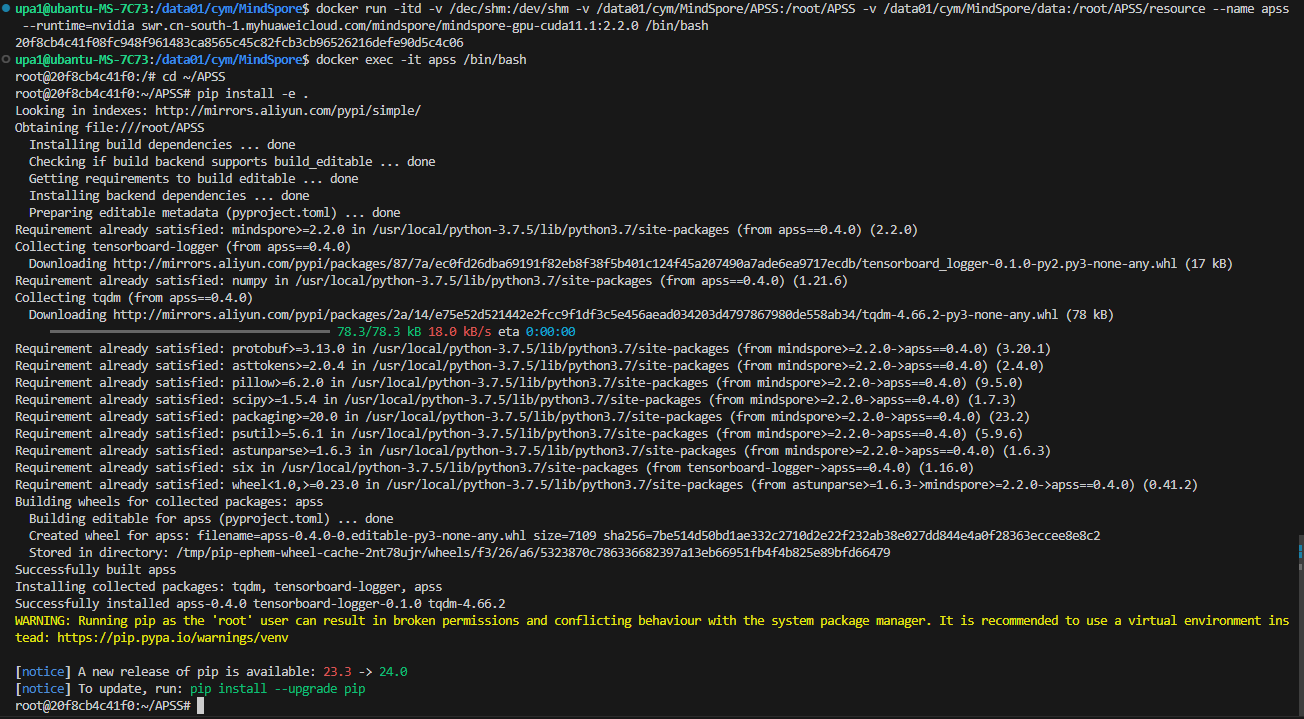 upa1@ubuntu-MS-7C73:/data01/cym/MindSpore$ docker run -itd -v /dec/shm:/dev/shm -v /data01/cym/MindSpore/APSS:/root/APSS -v /data01/cym/MindSpore/data:/root/APSS/resource --name apss
--runtime=nvidia swr.cn-south-1.myhuaweicloud.com/mindspore/mindspore-gpu-cuda11.1:2.2.0 /bin/bash
20f8cb4c41f08fc948f961483ca8565c45c82fcb3cb96526216defe90d5c4c06
upa1@ubuntu-MS-7C73:/data01/cym/MindSpore$ docker exec -it apss /bin/bash
root@20f8cb4c41f0:/# cd ~/APSS
root@20f8cb4c41f0:~/APSS# pip install -e .
Looking in indexes: http://mirrors.aliyun.com/pypi/simple/
Obtaining file:///root/APSS
  Installing build dependencies ... done
  Checking if build backend supports build_editable ... done
  Getting requirements to build editable ... done
  Installing backend dependencies ... done
  Preparing editable metadata (pyproject.toml) ... done
Requirement already satisfied: mindspore>=2.2.0 in /usr/local/python-3.7.5/lib/python3.7/site-packages (from apss==0.4.0) (2.2.0)
Collecting tensorboard-logger (from apss==0.4.0)
  Downloading http://mirrors.aliyun.com/pypi/packages/87/7a/ec0fd26dba69191f82eb8f38f5b401c124f45a207490a7ade6ea9717ecdb/tensorboard_logger-0.1.0-py2.py3-none-any.whl (17 kB)
Requirement already satisfied: numpy in /usr/local/python-3.7.5/lib/python3.7/site-packages (from apss==0.4.0) (1.21.6)
Collecting tqdm (from apss==0.4.0)
  Downloading http://mirrors.aliyun.com/pypi/packages/2a/14/e75e52d521442e2fcc9f1df3c5e456aead034203d4797867980de558ab34/tqdm-4.66.2-py3-none-any.whl (78 kB)
78.3/78.3 kB 18.0 kB/s eta 0:00:00
Requirement already satisfied: protobuf>=3.13.0 in /usr/local/python-3.7.5/lib/python3.7/site-packages (from mindspore>=2.2.0->apss==0.4.0) (3.20.1)
Requirement already satisfied: asttokens>=2.0.4 in /usr/local/python-3.7.5/lib/python3.7/site-packages (from mindspore>=2.2.0->apss==0.4.0) (2.4.0)
Requirement already satisfied: pillow>=6.2.0 in /usr/local/python-3.7.5/lib/python3.7/site-packages (from mindspore>=2.2.0->apss==0.4.0) (9.5.0)
Requirement already satisfied: scipy>=1.5.4 in /usr/local/python-3.7.5/lib/python3.7/site-packages (from mindspore>=2.2.0->apss==0.4.0) (1.7.3)
Requirement already satisfied: packaging>=20.0 in /usr/local/python-3.7.5/lib/python3.7/site-packages (from mindspore>=2.2.0->apss==0.4.0) (23.2)
Requirement already satisfied: psutil>=5.6.1 in /usr/local/python-3.7.5/lib/python3.7/site-packages (from mindspore>=2.2.0->apss==0.4.0) (5.9.6)
Requirement already satisfied: astunparse>=1.6.3 in /usr/local/python-3.7.5/lib/python3.7/site-packages (from mindspore>=2.2.0->apss==0.4.0) (1.6.3)
Requirement already satisfied: six in /usr/local/python-3.7.5/lib/python3.7/site-packages (from tensorboard-logger->apss==0.4.0) (1.16.0)
Requirement already satisfied: wheel<1.0,>=0.23.0 in /usr/local/python-3.7.5/lib/python3.7/site-packages (from astunparse>=1.6.3->mindspore>=2.2.0->apss==0.4.0) (0.41.2)
Building wheels for collected packages: apss
  Building editable for apss (pyproject.toml) ... done
  Created wheel for apss: filename=apss-0.4.0-0.editable-py3-none-any.whl size=7109 sha256=7be514d50bd1ae332c2710d2e22f232ab38e027dd844e4a0f28363eccee8e8c2
  Stored in directory: /tmp/pip-ephem-wheel-cache-2nt78ujr/wheels/f3/26/a6/5323870c786336682397a13eb66951fb4f4b825e89bfd66479
Successfully built apss
Installing collected packages: tqdm, tensorboard-logger, apss
Successfully installed apss-0.4.0 tensorboard-logger-0.1.0 tqdm-4.66.2
WARNING: Running pip as the 'root' user can result in broken permissions and conflicting behaviour with the system package manager. It is recommended to use a virtual environment ins
tead: https://pip.pypa.io/warnings/venv
[notice] A new release of pip is available: 23.3 -> 24.0
[notice] To update, run: pip install --upgrade pip
root@20f8cb4c41f0:~/APSS#